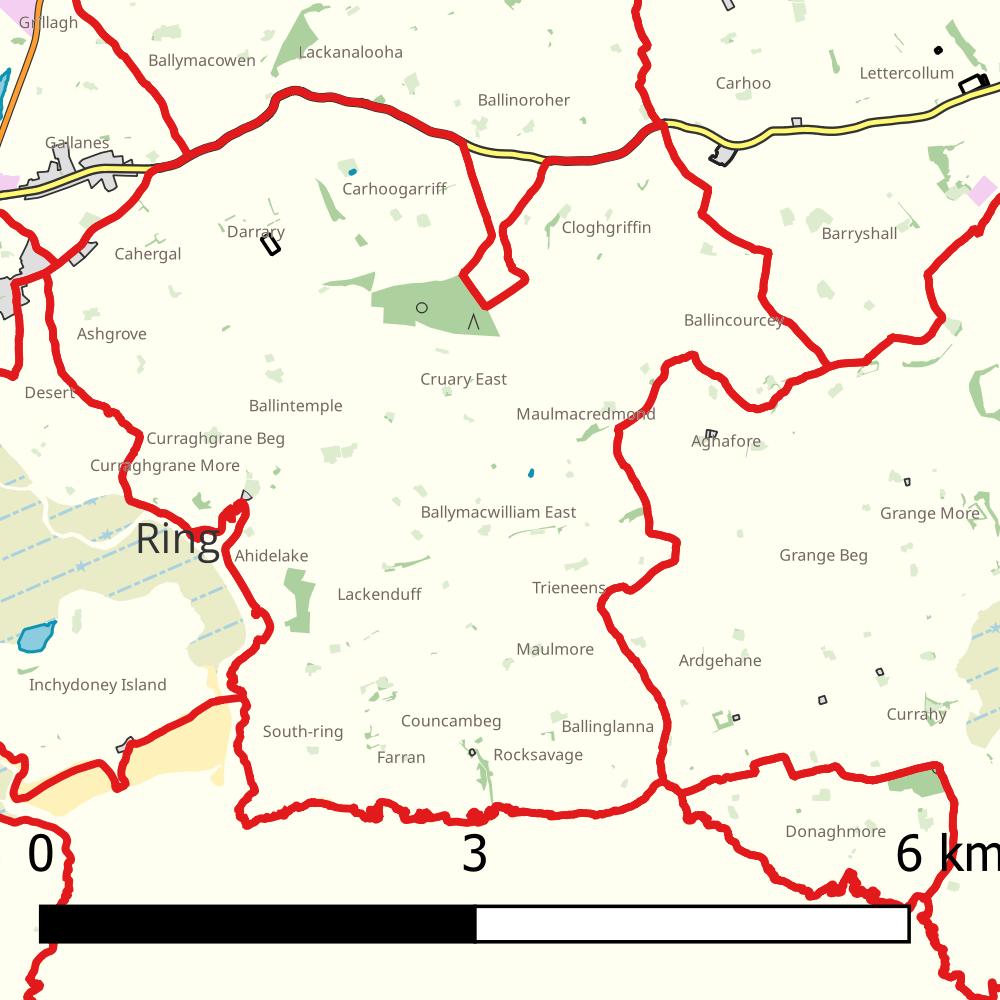 Grillagh
Lackanalooha
Ballymacowen
Lettercollum
Carhoo
Ballinoroher
Gallanes
Carhoogarriff
Cloghgriffin
Darrary
Barryshall
Cahergal
Ballincourcey
Ashgrove
Cruary East
Desert
Ballintemple
Maulmacredmond
Curraghgrane Beg
Aghafore
Curraghgrane More
Ballymacwilliam East
Grange More
Ring
Ahidelake
Grange Beg
Trieneens
Lackenduff
Maulmore
Ardgehane
Inchydoney Island
Currahy
Councambeg
Ballinglanna
South-ring
Rocksavage
Farran
Donaghmore
0 3 6 km